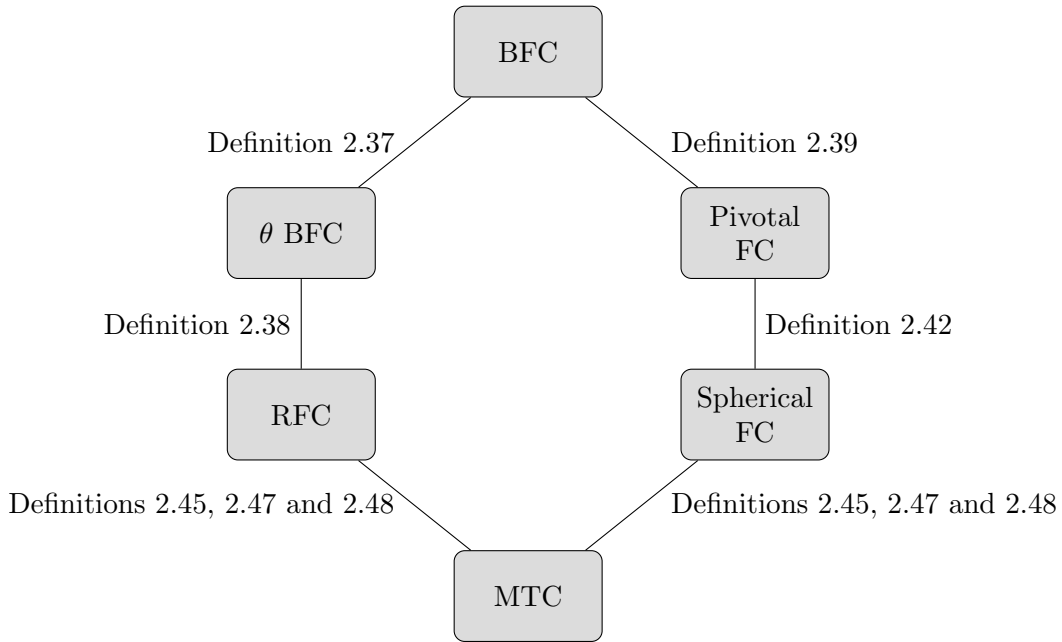 BFC
Definition 2.37
Definition 2.39
θ BFC
Pivotal
FC
Definition 2.38
Definition 2.42
RFC
Spherical
FC
Definitions 2.45, 2.47 and 2.48
Definitions 2.45, 2.47 and 2.48
MTC